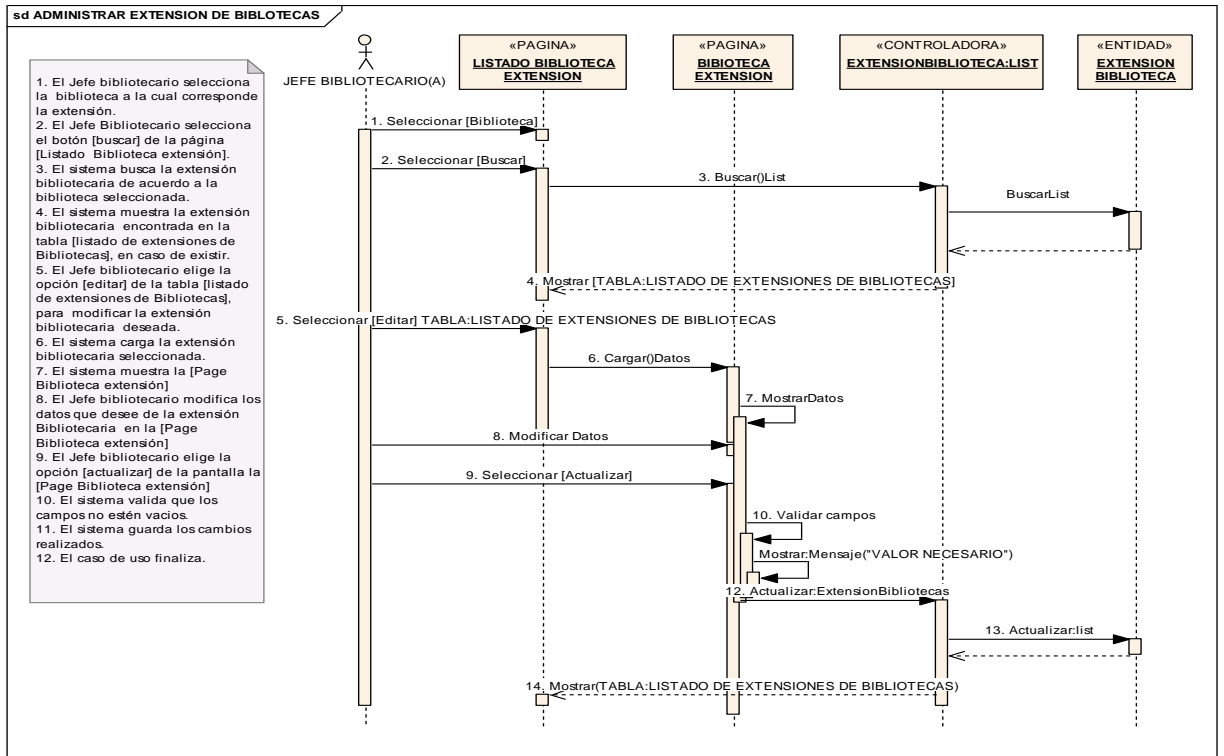 sd ADMINISTRAR EXTENSION DE BIBLOTECAS
1. El Jefe bibliotecario selecciona
la biblioteca a la cual corresponde
la extensión.
2. El Jefe Bibliotecario selecciona
el botón [buscar] de la página
[Listado Biblioteca extensión].
3. El sistema busca la extensión
bibliotecaria de acuerdo a la
biblioteca seleccionada.
4. El sistema muestra la extensión
bibliotecaria encontrada en la
tabla [listado de extensiones de
Bibliotecas], en caso de existir.
5. El Jefe bibliotecario elige la
opción [editar] de la tabla [listado
de extensiones de Bibliotecas],
para modificar la extensión
bibliotecaria deseada.
6. El sistema carga la extensión
bibliotecaria seleccionada.
7. El sistema muestra la [Page
Biblioteca extensión]
8. El Jefe bibliotecario modifica los
datos que desee de la extensión
Bibliotecaria en la [Page
Biblioteca extensión]
9. El Jefe bibliotecario elige la
opción [actualizar] de la pantalla la
[Page Biblioteca extensión]
10. El sistema valida que los
campos no estén vacios.
11. El sistema guarda los cambios
realizados.
12. El caso de uso finaliza.
JEFE BIBLIOTECARIO(A)
«PAGINA»
LISTADO BIBLIOTECA
EXTENSION
«PAGINA»
BIBIOTECA
EXTENSION
«CONTROLADORA»
EXTENSIONBIBLIOTECA:LIST
«ENTIDAD»
EXTENSION
BIBLIOTECA
1. Seleccionar [Biblioteca]
2. Seleccionar [Buscar]
3. Buscar()List
BuscarList
4. Mostrar [TABLA:LISTADO DE EXTENSIONES DE BIBLIOTECAS]
5. Seleccionar [Editar] TABLA:LISTADO DE EXTENSIONES DE BIBLIOTECAS
6. Cargar()Datos
7. MostrarDatos
8. Modificar Datos
9. Seleccionar [Actualizar]
10. Validar campos
Mostrar:Mensaje("VALOR NECESARIO")
12. Actualizar:ExtensionBibliotecas
13. Actualizar:list
14. Mostrar(TABLA:LISTADO DE EXTENSIONES DE BIBLIOTECAS)